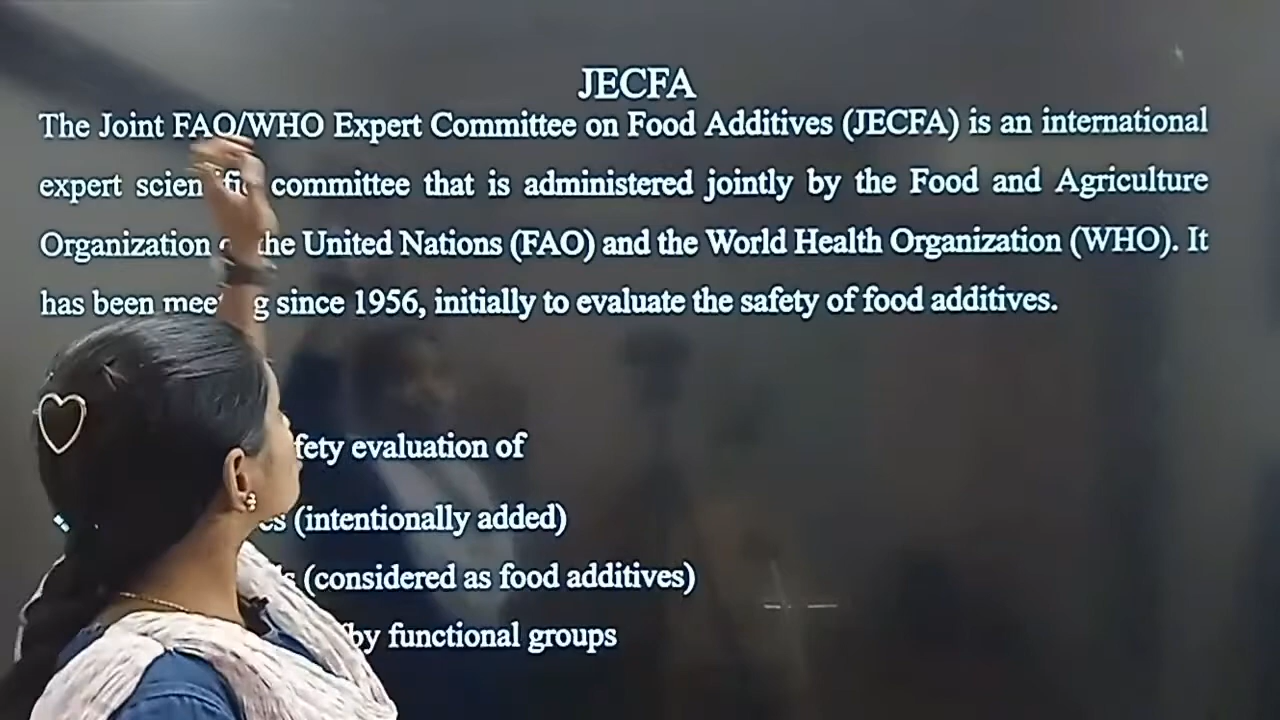 JECFA
The Joint FAO/WHO Expert Committee on Food Additives (JECFA) is an international
expert committee that is administered jointly by the Food and Agriculture
Organization the United Nations (FAO) and the World Health Organization (WHO). It
has been since 1956, initially to evaluate the safety of food additives.
evaluation of
(intentionally added)
(considered as food additives)
by functional groups